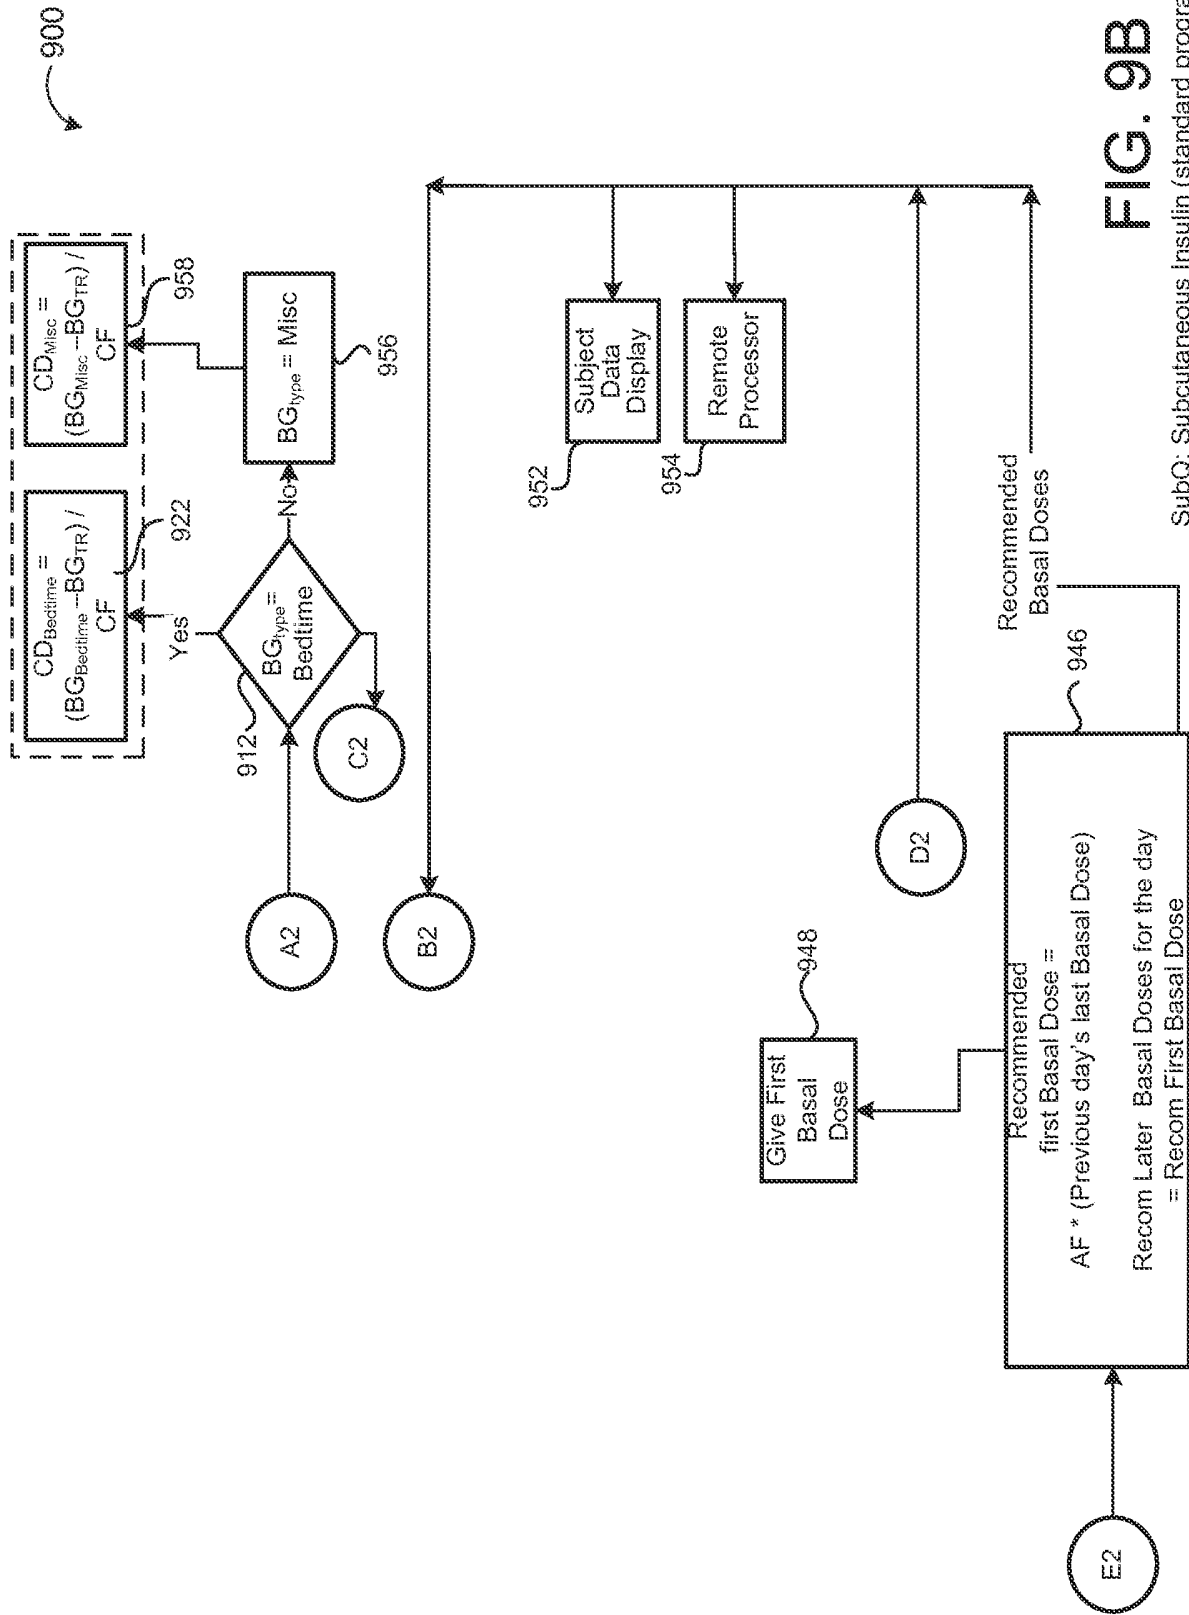 900
CD_Bedtime =
(BG_Bedtime –BG_TR) /
CF
922
CD_Misc =
(BG_Misc –BG_TR) /
CF
958
Yes
A2
912
BG_type =
Bedtime
No
BG_type = Misc
956
C2
B2
952
Subject
Data
Display
954
Remote
Processor
D2
948
Give First
Basal
Dose
Recommended
Basal Doses
E2
946
Recommended
first Basal Dose =
AF * (Previous day's last Basal Dose)
Recom Later Basal Doses for the day
= Recom First Basal Dose
FIG. 9B
SubQ: Subcutaneous Insulin (standard